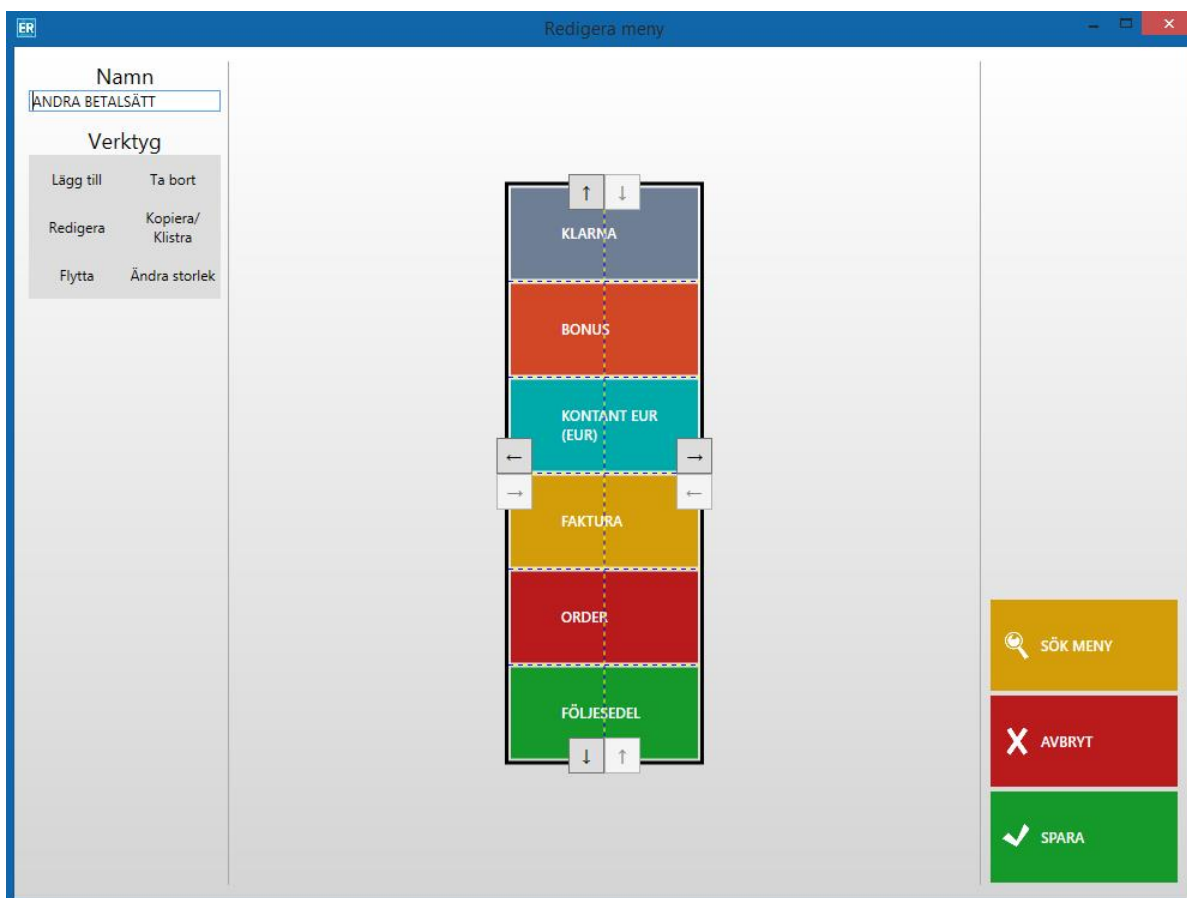 ER
Redigera meny
Namn
ANDRA BETALSÄTT
Verktyg
Lägg till
Ta bort
Redigera
Kopiera/
Klistra
Flytta
Ändra storlek
↑ ↓
KLARNA
BONUS
KONTANT EUR
(EUR)
← →
→ ←
FAKTURA
ORDER
FÖLJESEDEL
↓ ↑
SÖK MENY
AVBRYT
SPARA